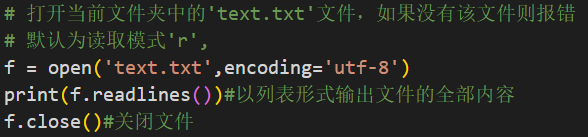 # 打开当前文件夹中的'text.txt'文件，如果没有该文件则报错
# 默认为读取模式'r',
f = open('text.txt',encoding='utf-8')
print(f.readlines())#以列表形式输出文件的全部内容
f.close()#关闭文件